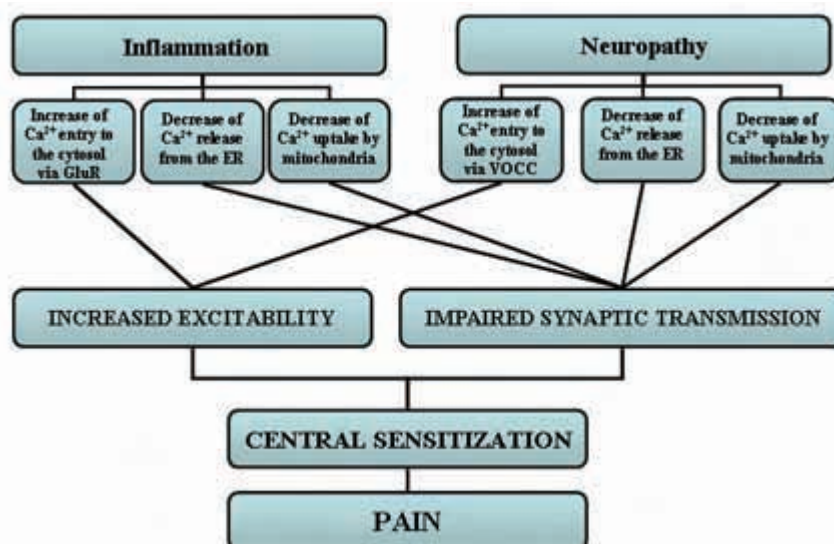 Inflammation
Neuropathy
Increase of
Ca²⁺ entry to
the cytosol
via GluR
Decrease of
Ca²⁺ release
from the ER
Decrease of
Ca²⁺ uptake by
mitochondria
Increase of
Ca²⁺ entry to
the cytosol
via VOCC
Decrease of
Ca²⁺ release
from the ER
Decrease of
Ca²⁺ uptake by
mitochondria
INCREASED EXCITABILITY
IMPAIRED SYNAPTIC TRANSMISSION
CENTRAL SENSITIZATION
PAIN